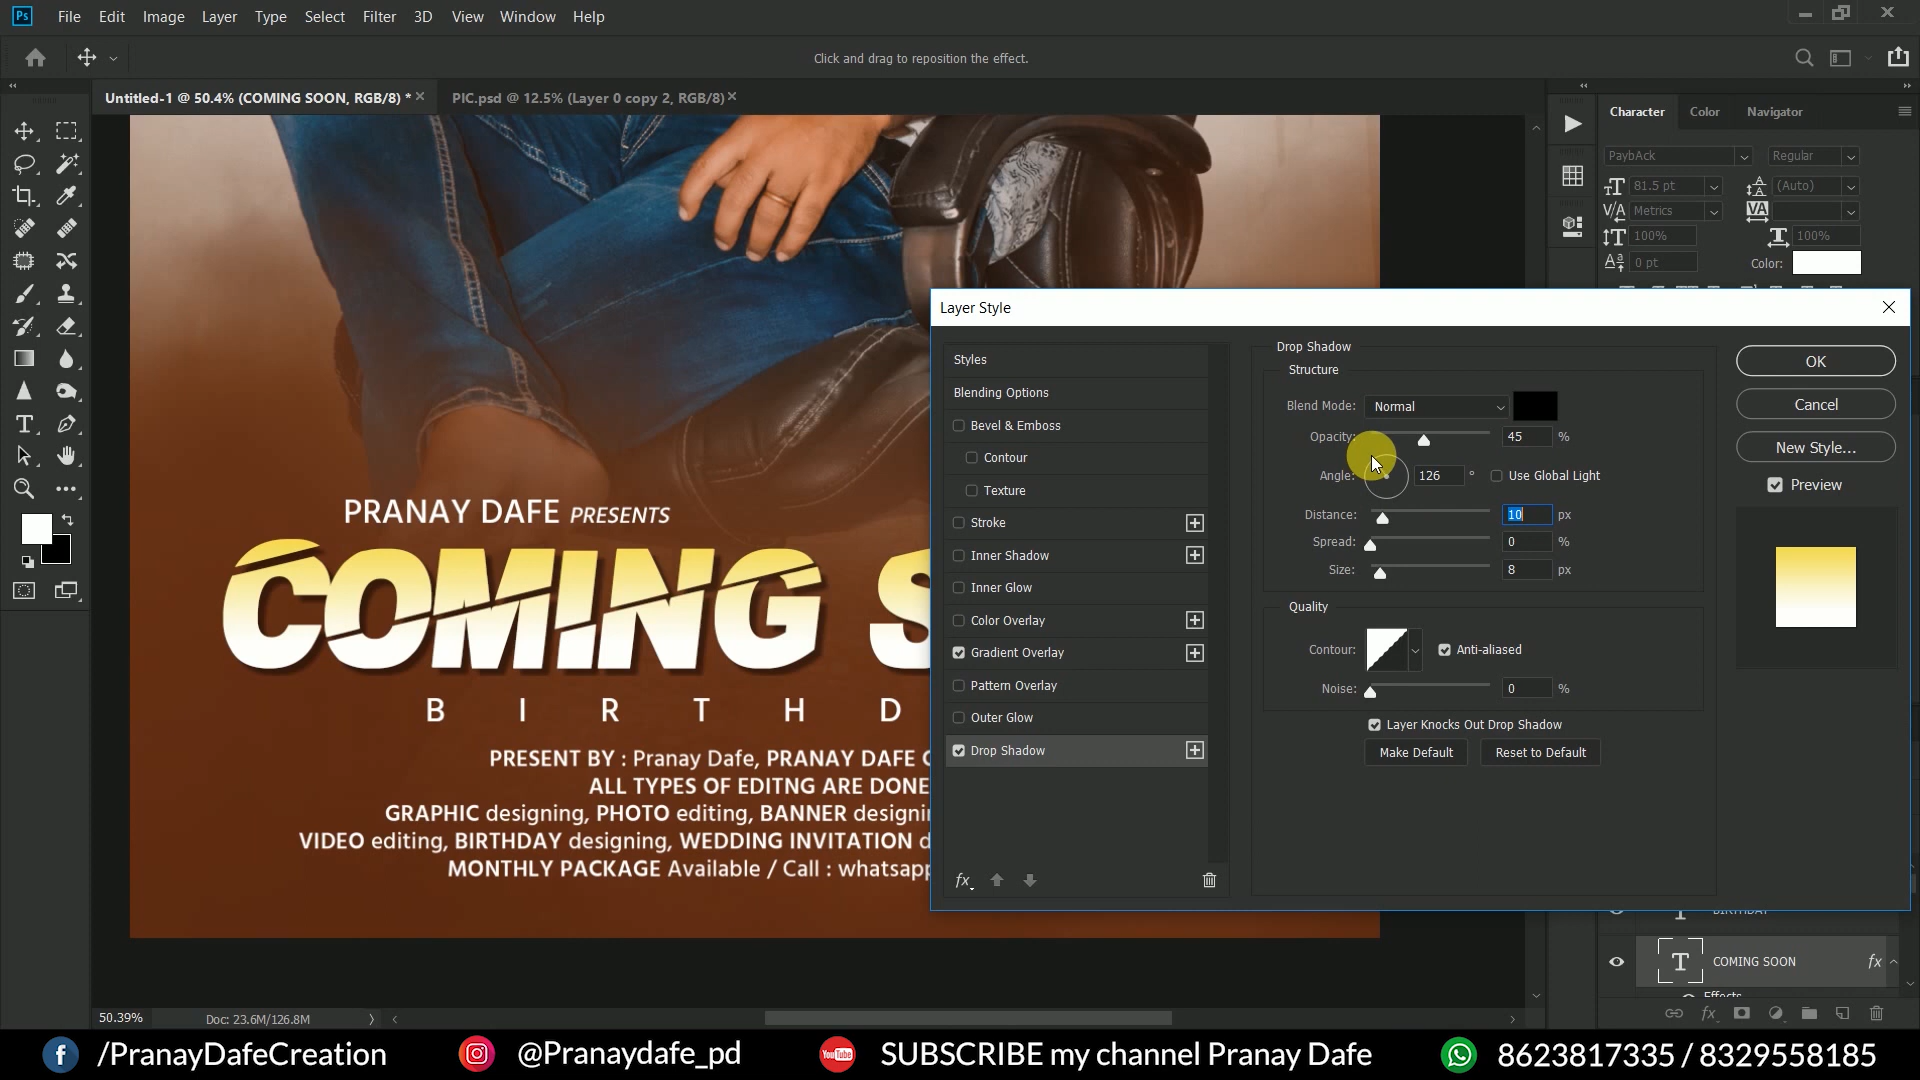 Ps File Edit Image Layer Type Select Filter 3D View Window Help
Click and drag to reposition the effect.
Untitled-1 @ 50.4% (COMING SOON, RGB/8) * PIC.psd @ 12.5% (Layer 0 copy 2, RGB/8)
Character Color Navigator
PaybAck Regular
81.5 pt (Auto)
Metrics
100% 100%
0 pt Color:
PRANAY DAFE PRESENTS
COMING S
B I R T H D
PRESENT BY : Pranay Dafe, PRANAY DAFE C
ALL TYPES OF EDITNG ARE DONE
GRAPHIC designing, PHOTO editing, BANNER designin
VIDEO editing, BIRTHDAY designing, WEDDING INVITATION d
MONTHLY PACKAGE Available / Call : whatsapp
Layer Style
Styles
Blending Options
Bevel & Emboss
Contour
Texture
Stroke
Inner Shadow
Inner Glow
Color Overlay
Gradient Overlay
Pattern Overlay
Outer Glow
Drop Shadow
fx
Drop Shadow
Structure
Blend Mode: Normal
Opacity: 45 %
Angle: 126 ° Use Global Light
Distance: 10 px
Spread: 0 %
Size: 8 px
Quality
Contour: Anti-aliased
Noise: 0 %
Layer Knocks Out Drop Shadow
Make Default Reset to Default
OK
Cancel
New Style...
Preview
BIRTHDAY
COMING SOON fx
Effects
50.39% Doc: 23.6M/126.8M
/PranayDafeCreation @Pranaydafe_pd YouTube SUBSCRIBE my channel Pranay Dafe 8623817335 / 8329558185